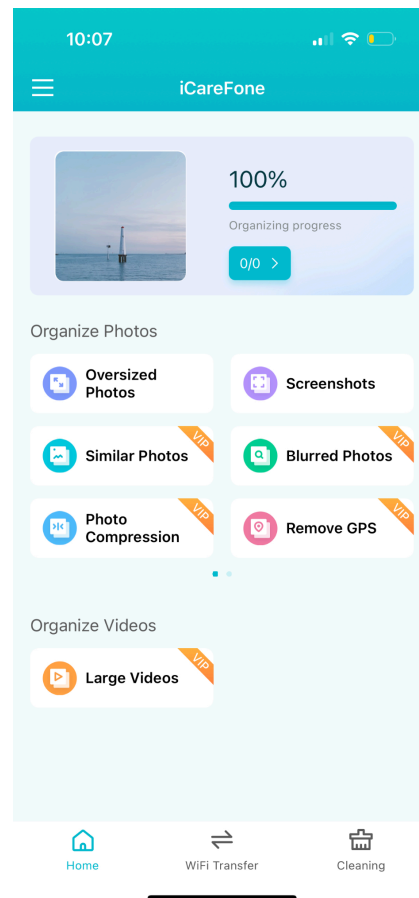 10:07
iCareFone
100%
Organizing progress
0/0 >
Organize Photos
Oversized
Photos
Screenshots
Similar Photos
VIP
Blurred Photos
VIP
Photo
Compression
VIP
Remove GPS
VIP
Organize Videos
Large Videos
VIP
Home
WiFi Transfer
Cleaning